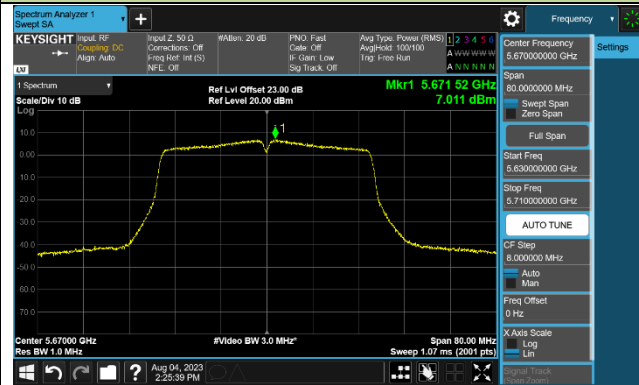 Spectrum Analyzer 1
Swept SA
+
Frequency
KEYSIGHT
Input: RF
Coupling: DC
Align: Auto
Input Z: 50 Ω
Corrections: Off
Freq Ref: Int (S)
NFE: Off
#Atten: 20 dB
PNO: Fast
Gate: Off
IF Gain: Low
Sig Track: Off
Avg Type: Power (RMS)
Avg|Hold: 100/100
Trig: Free Run
1 2 3 4 5 6
A W W W W W
A N N N N N
LXI
1 Spectrum
Scale/Div 10 dB
Log
Ref Lvl Offset 23.00 dB
Ref Level 20.00 dBm
Mkr1 5.671 52 GHz
7.011 dBm
1
10.0
0.00
-10.0
-20.0
-30.0
-40.0
-50.0
-60.0
-70.0
Center 5.67000 GHz
Res BW 1.0 MHz
#Video BW 3.0 MHz*
Span 80.00 MHz
Sweep 1.07 ms (2001 pts)
Aug 04, 2023
2:25:39 PM
?
Settings
Center Frequency
5.670000000 GHz
Span
80.0000000 MHz
Swept Span
Zero Span
Full Span
Start Freq
5.630000000 GHz
Stop Freq
5.710000000 GHz
AUTO TUNE
CF Step
8.000000 MHz
Auto
Man
Freq Offset
0 Hz
X Axis Scale
Log
Lin
Signal Track
(Span Zoom)